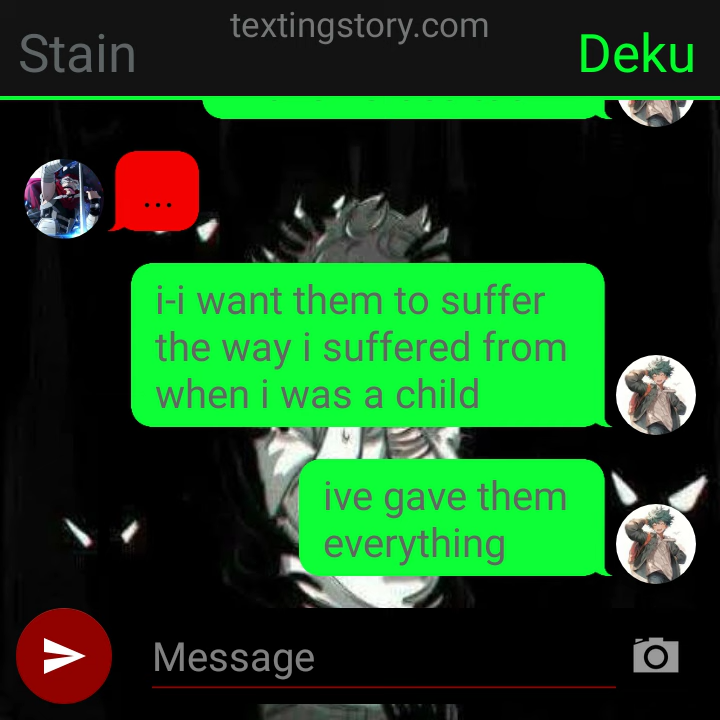 textingstory.com
Stain
Deku
...
i-i want them to suffer
the way i suffered from
when i was a child
ive gave them
everything
Message